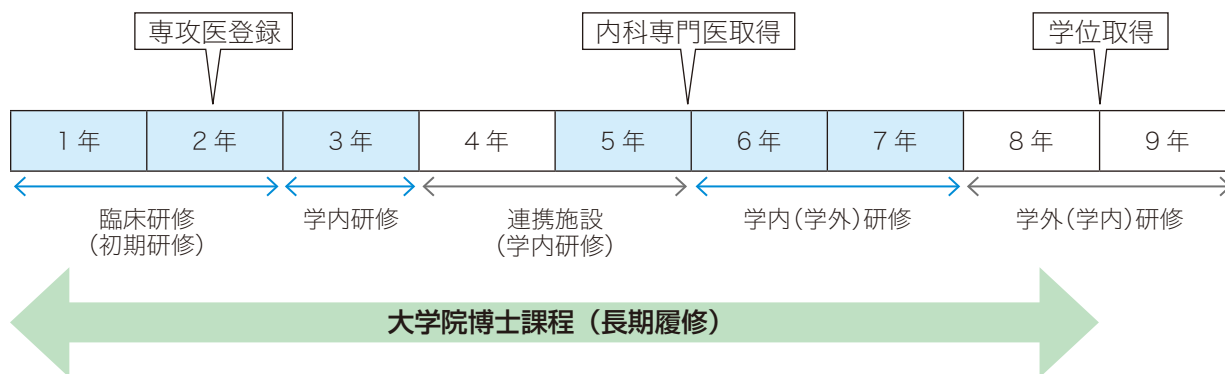 専攻医登録
内科専門医取得
学位取得
1年
2年
3年
4年
5年
6年
7年
8年
9年
臨床研修
(初期研修)
学内研修
連携施設
(学内研修)
学内(学外)研修
学外(学内)研修
大学院博士課程（長期履修）